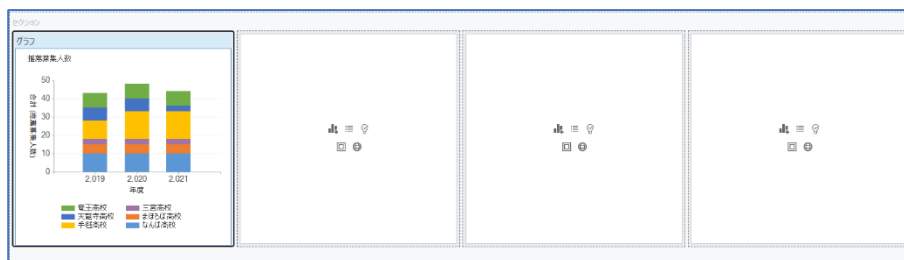 セクション
グラフ
推薦募集人数
合計 (推薦募集人数)
50
40
30
20
10
0
2,019 2,020 2,021
年度
竜王高校 三宮高校
天龍寺高校 まほろば高校
手毬高校 なんば高校